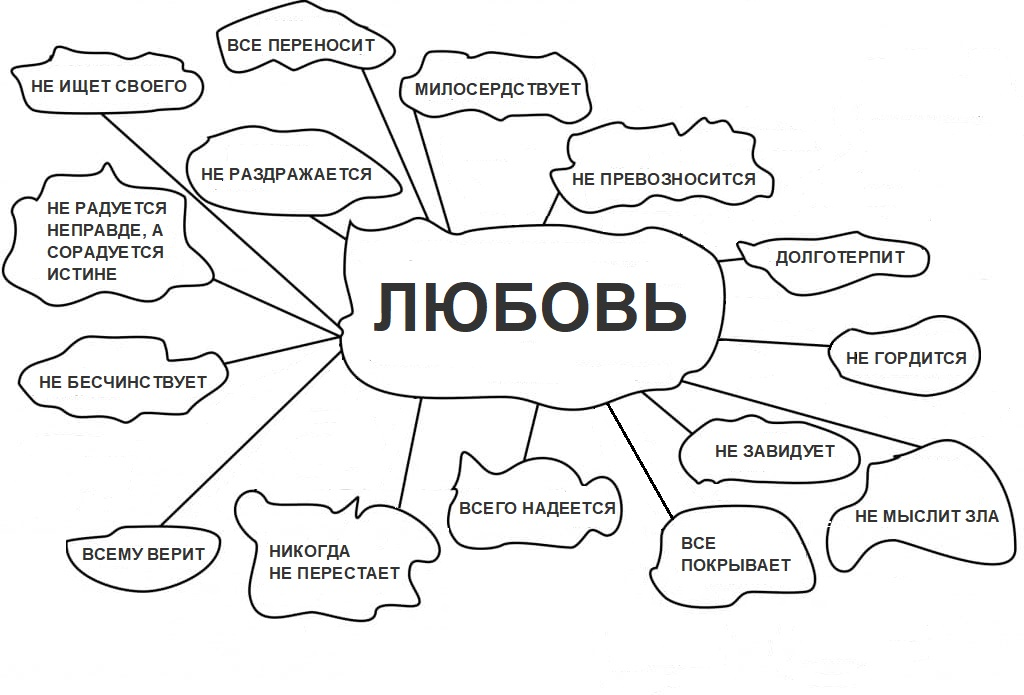 ВСЕ ПЕРЕНОСИТ
НЕ ИЩЕТ СВОЕГО
МИЛОСЕРДСТВУЕТ
НЕ РАЗДРАЖАЕТСЯ
НЕ ПРЕВОЗНОСИТСЯ
НЕ РАДУЕТСЯ
НЕПРАВДЕ, А
СОРАДУЕТСЯ
ИСТИНЕ
ДОЛГОТЕРПИТ
ЛЮБОВЬ
НЕ ГОРДИТСЯ
НЕ БЕСЧИНСТВУЕТ
НЕ ЗАВИДУЕТ
ВСЕГО НАДЕЕТСЯ
НЕ МЫСЛИТ ЗЛА
ВСЕМУ ВЕРИТ
НИКОГДА
НЕ ПЕРЕСТАЕТ
ВСЕ
ПОКРЫВАЕТ